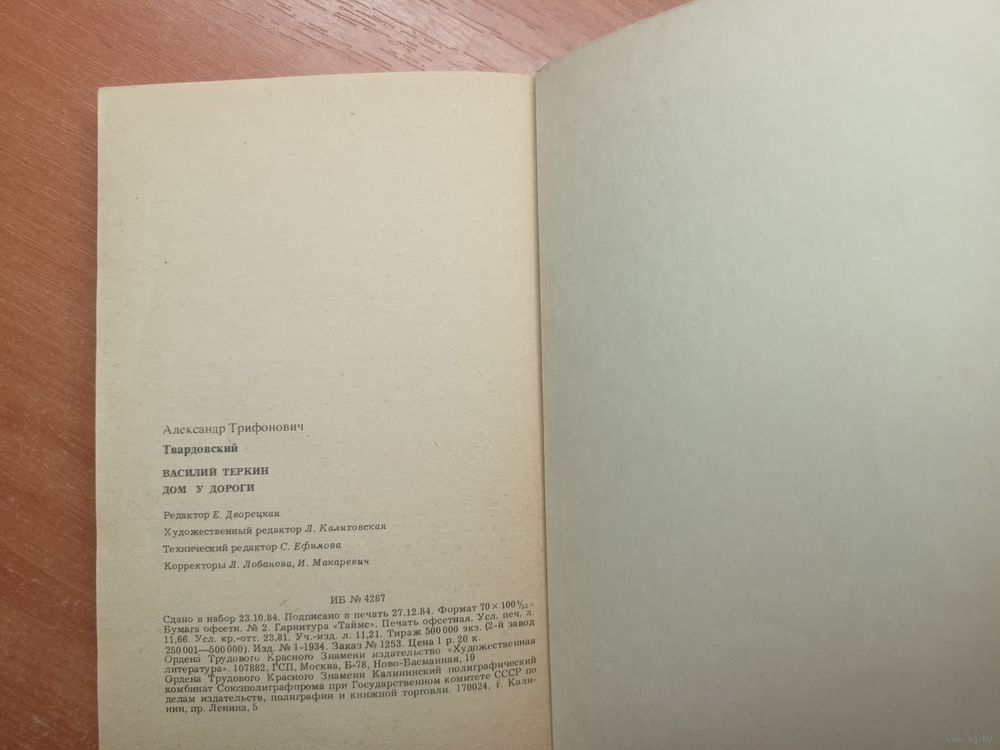 Александр Трифонович
Твардовский
ВАСИЛИЙ ТЕРКИН
ДОМ У ДОРОГИ
Редактор Е. Дворецкая
Художественный редактор Л. Калитовская
Технический редактор С. Ефимова
Корректоры Л. Лобанова, И. Макаревич
ИБ № 4287
Сдано в набор 23.10.84. Подписано в печать 27.12.84. Формат 70×100 1/32.
Бумага офсетн. № 2. Гарнитура «Таймс». Печать офсетная. Усл. печ. л.
11,66. Усл. кр.-отт. 23,81. Уч.-изд. л. 11,21. Тираж 500 000 экз. (2-й завод
250 001—500 000). Изд. № 1-1934. Заказ № 1253. Цена 1 р. 20 к.
Ордена Трудового Красного Знамени издательство «Художественная
литература». 107882, ГСП, Москва, Б-78, Ново-Басманная, 19
Ордена Трудового Красного Знамени Калининский полиграфический
комбинат Союзполиграфпрома при Государственном комитете СССР по
делам издательств, полиграфии и книжной торговли. 170024, г. Кали-
нин, пр. Ленина, 5
www.ay.by